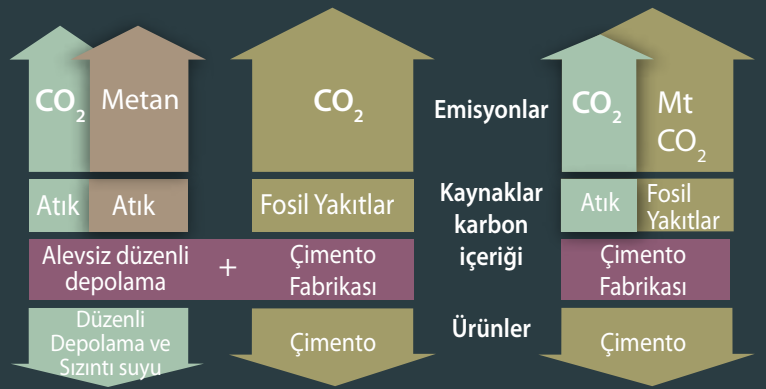 CO₂ Metan CO₂ Emisyonlar CO₂ Mt
CO₂
Atık Atık Fosil Yakıtlar Kaynaklar
karbon
içeriği Atık Fosil
Yakıtlar
Alevsiz düzenli
depolama + Çimento
Fabrikası Çimento
Fabrikası
Düzenli
Depolama ve
Sızıntı suyu Çimento Ürünler Çimento